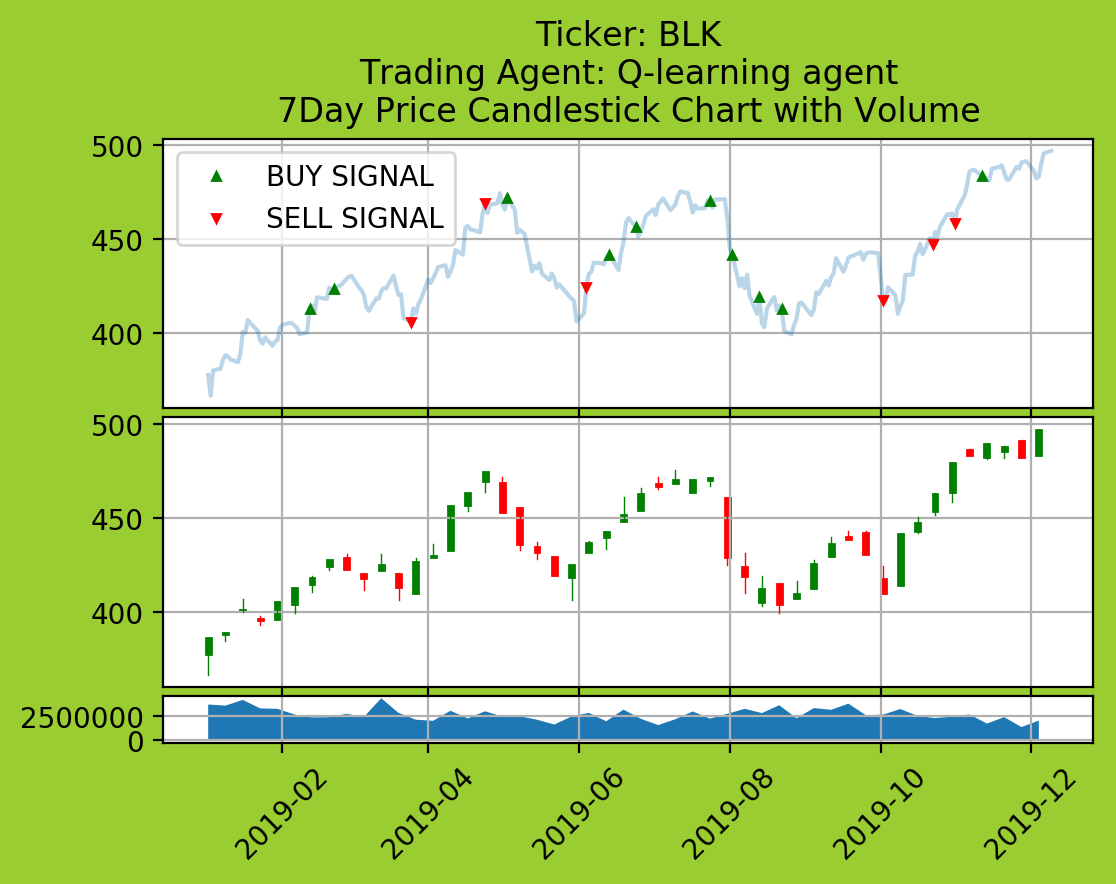 Ticker: BLK
Trading Agent: Q-learning agent
7Day Price Candlestick Chart with Volume
500
450
400
BUY SIGNAL
SELL SIGNAL
500
450
400
2500000
0
2019-02
2019-04
2019-06
2019-08
2019-10
2019-12